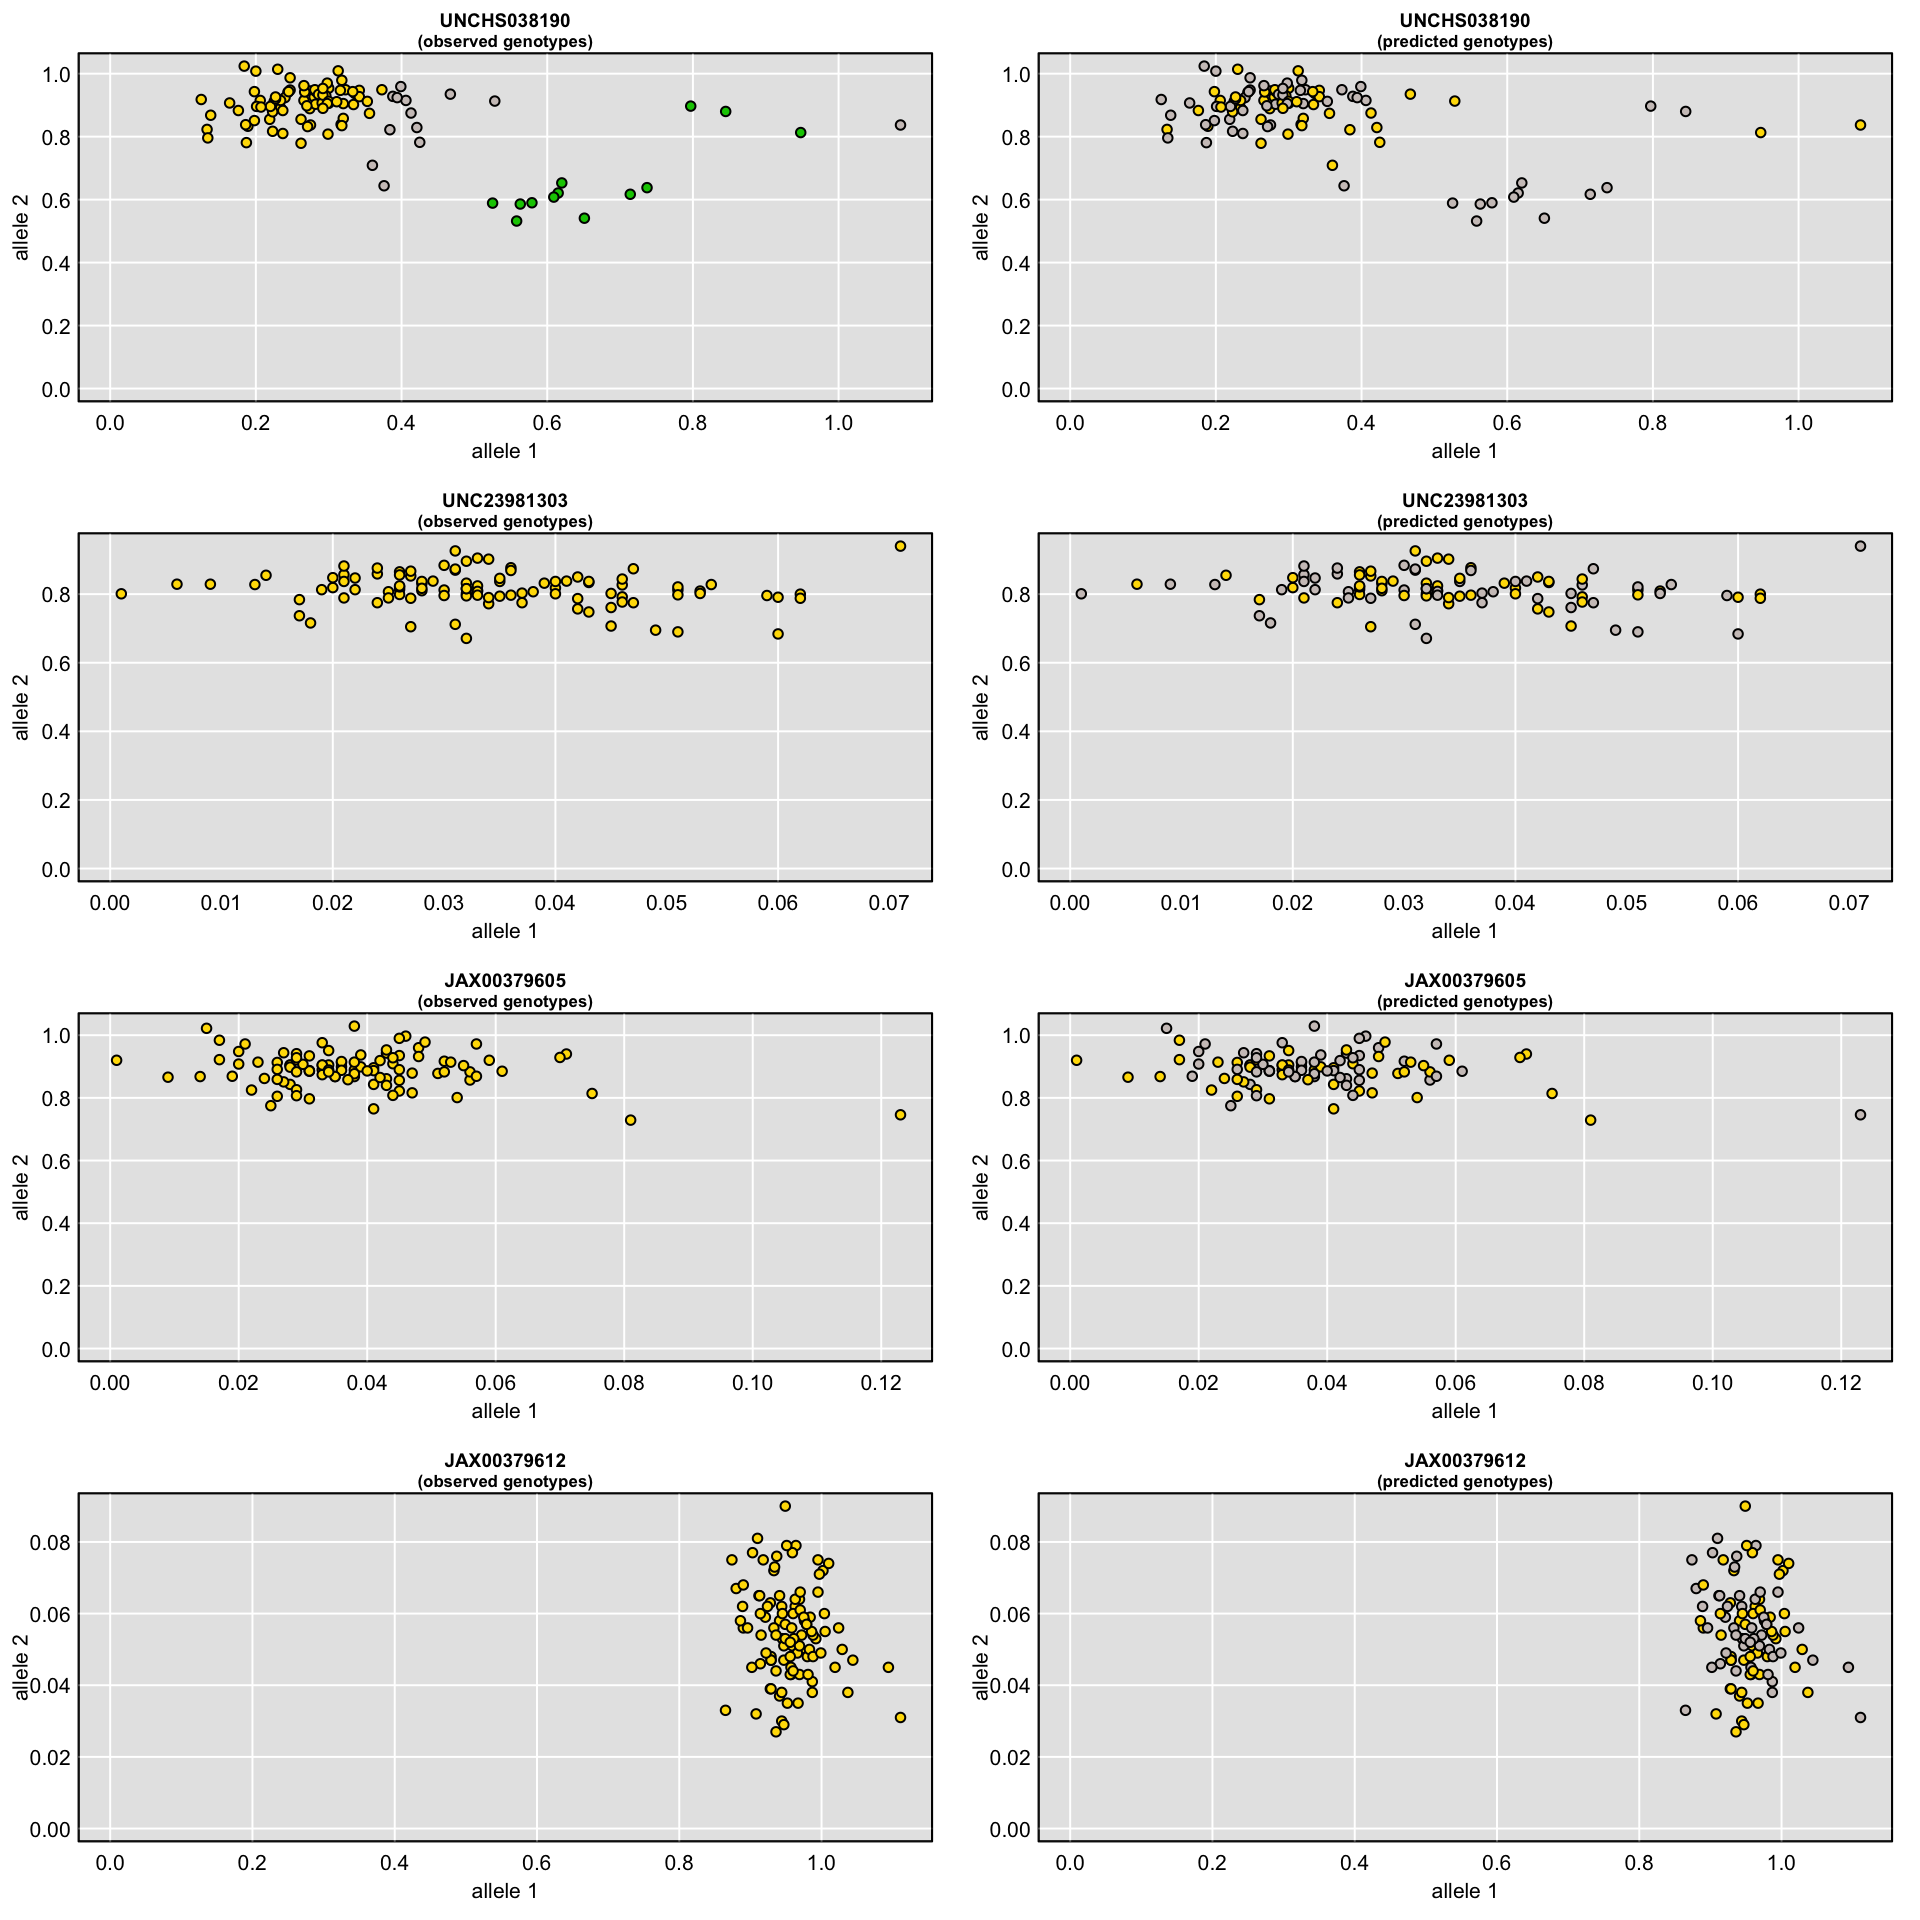 UNCHS038190
(observed genotypes)
allele 2
1.0
0.8
0.6
0.4
0.2
0.0
0.0 0.2 0.4 0.6 0.8 1.0
allele 1
UNCHS038190
(predicted genotypes)
allele 2
1.0
0.8
0.6
0.4
0.2
0.0
0.0 0.2 0.4 0.6 0.8 1.0
allele 1
UNC23981303
(observed genotypes)
allele 2
0.8
0.6
0.4
0.2
0.0
0.00 0.01 0.02 0.03 0.04 0.05 0.06 0.07
allele 1
UNC23981303
(predicted genotypes)
allele 2
0.8
0.6
0.4
0.2
0.0
0.00 0.01 0.02 0.03 0.04 0.05 0.06 0.07
allele 1
JAX00379605
(observed genotypes)
allele 2
1.0
0.8
0.6
0.4
0.2
0.0
0.00 0.02 0.04 0.06 0.08 0.10 0.12
allele 1
JAX00379605
(predicted genotypes)
allele 2
1.0
0.8
0.6
0.4
0.2
0.0
0.00 0.02 0.04 0.06 0.08 0.10 0.12
allele 1
JAX00379612
(observed genotypes)
allele 2
0.08
0.06
0.04
0.02
0.00
0.0 0.2 0.4 0.6 0.8 1.0
allele 1
JAX00379612
(predicted genotypes)
allele 2
0.08
0.06
0.04
0.02
0.00
0.0 0.2 0.4 0.6 0.8 1.0
allele 1